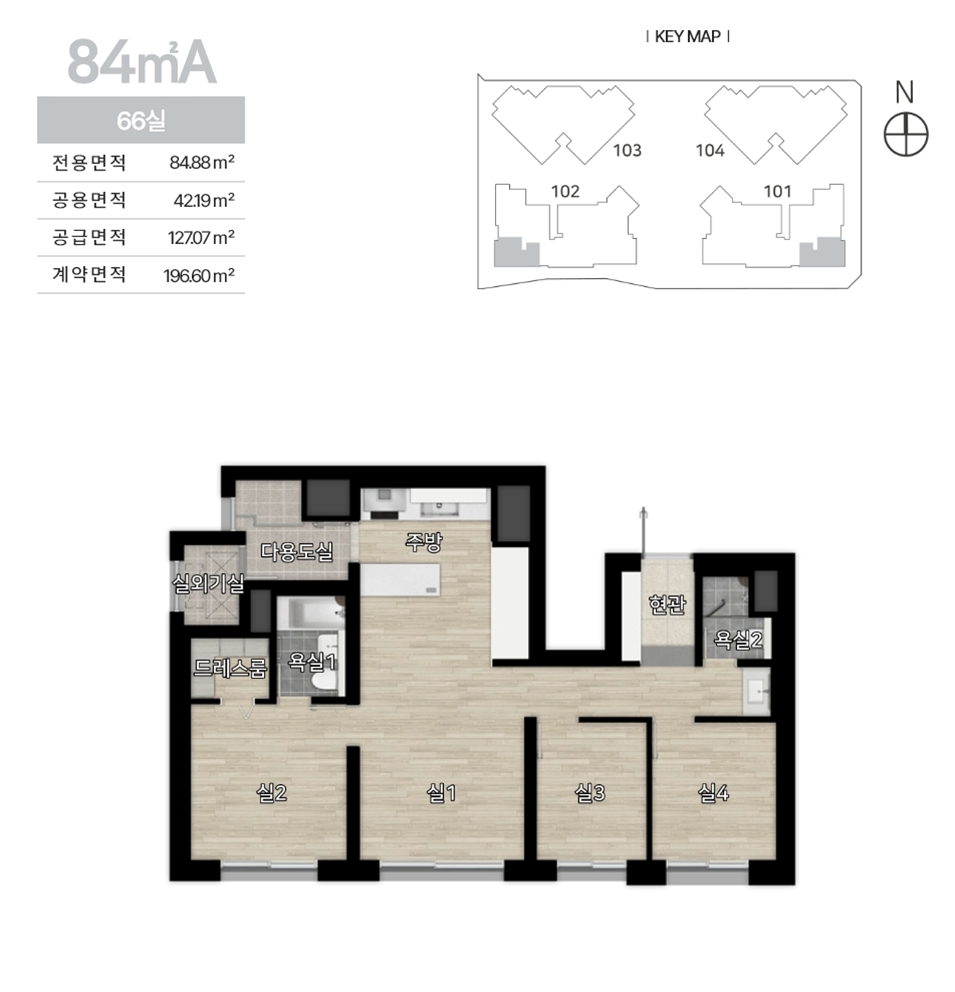 84㎡A
66실
전용면적 84.88 m²
공용면적 42.19 m²
공급면적 127.07 m²
계약면적 196.60 m²
| KEY MAP |
N
103
104
102
101
다용도실
주방
실외기실
현관
욕실2
드레스룸
욕실1
실2
실1
실3
실4